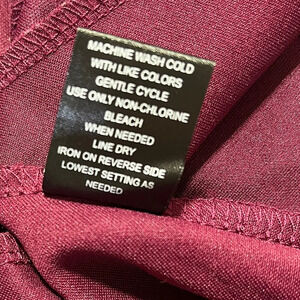 MACHINE WASH COLD
WITH LIKE COLORS
GENTLE CYCLE
USE ONLY NON-CHLORINE
BLEACH
WHEN NEEDED
LINE DRY
IRON ON REVERSE SIDE
LOWEST SETTING AS
NEEDED